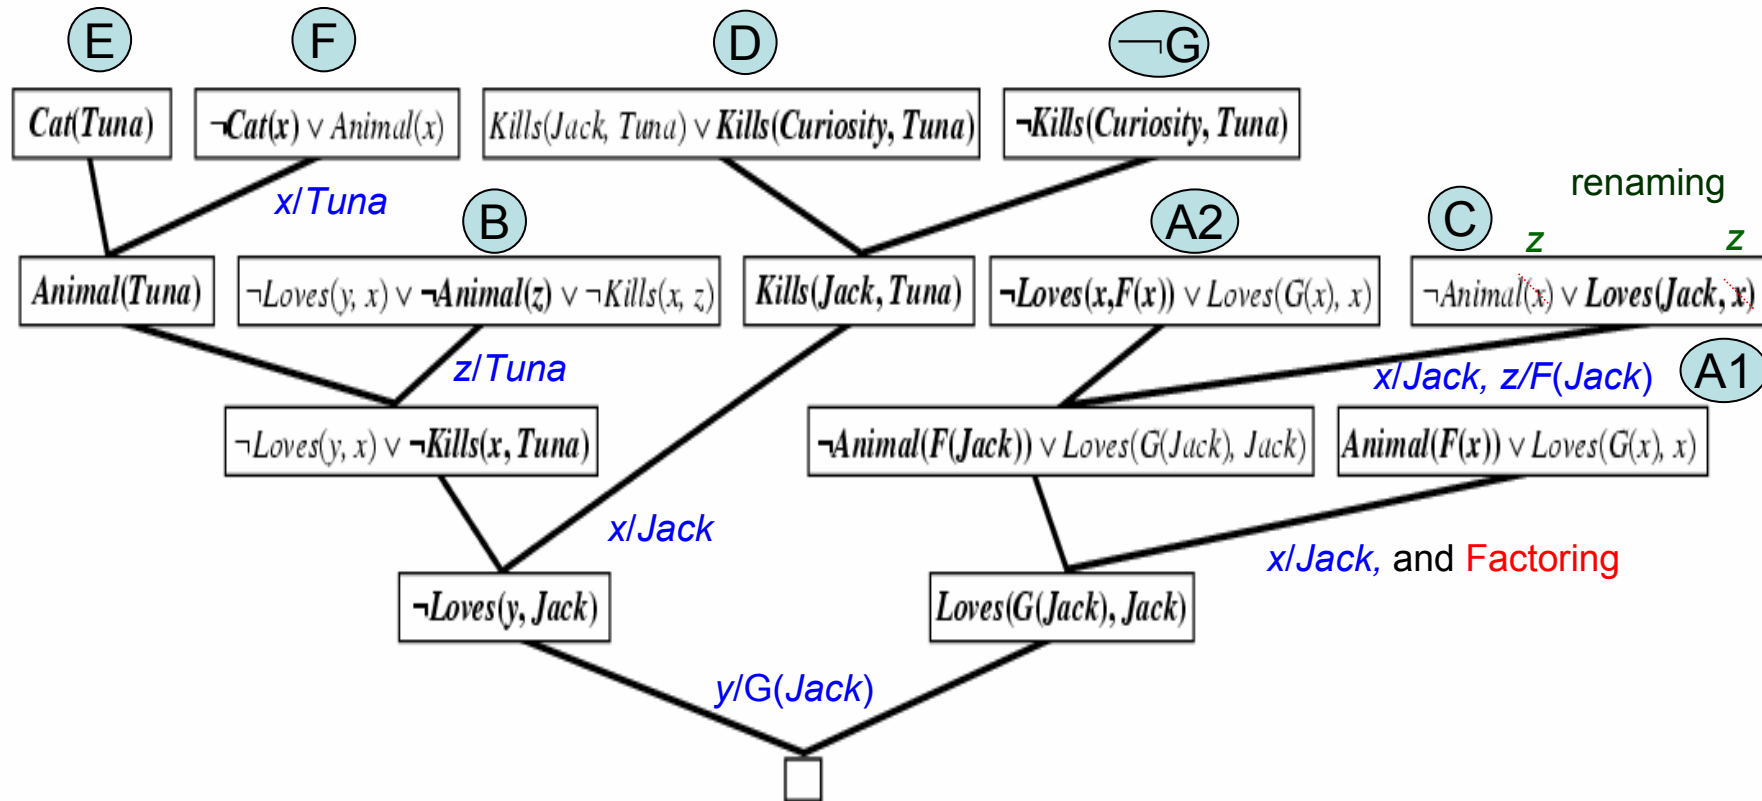 E
F
D
¬G
Cat(Tuna)
¬Cat(x) ∨ Animal(x)
Kills(Jack, Tuna) ∨ Kills(Curiosity, Tuna)
¬Kills(Curiosity, Tuna)
x/Tuna
B
A2
C
renaming
z
z
Animal(Tuna)
¬Loves(y, x) ∨ ¬Animal(z) ∨ ¬Kills(x, z)
Kills(Jack, Tuna)
¬Loves(x,F(x)) ∨ Loves(G(x), x)
¬Animal(x) ∨ Loves(Jack, x)
z/Tuna
x/Jack, z/F(Jack)
A1
¬Loves(y, x) ∨ ¬Kills(x, Tuna)
¬Animal(F(Jack)) ∨ Loves(G(Jack), Jack)
Animal(F(x)) ∨ Loves(G(x), x)
x/Jack
x/Jack, and Factoring
¬Loves(y, Jack)
Loves(G(Jack), Jack)
y/G(Jack)